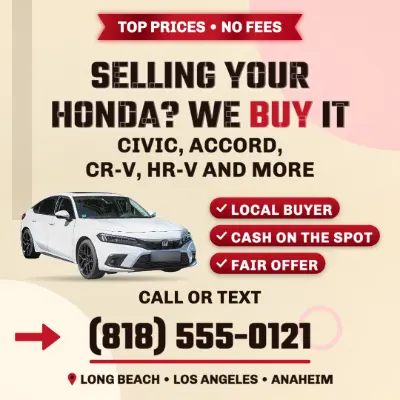 TOP PRICES • NO FEES
SELLING YOUR
HONDA? WE BUY IT
CIVIC, ACCORD,
CR-V, HR-V AND MORE
LOCAL BUYER
CASH ON THE SPOT
FAIR OFFER
CALL OR TEXT
(818) 555-0121
LONG BEACH • LOS ANGELES • ANAHEIM